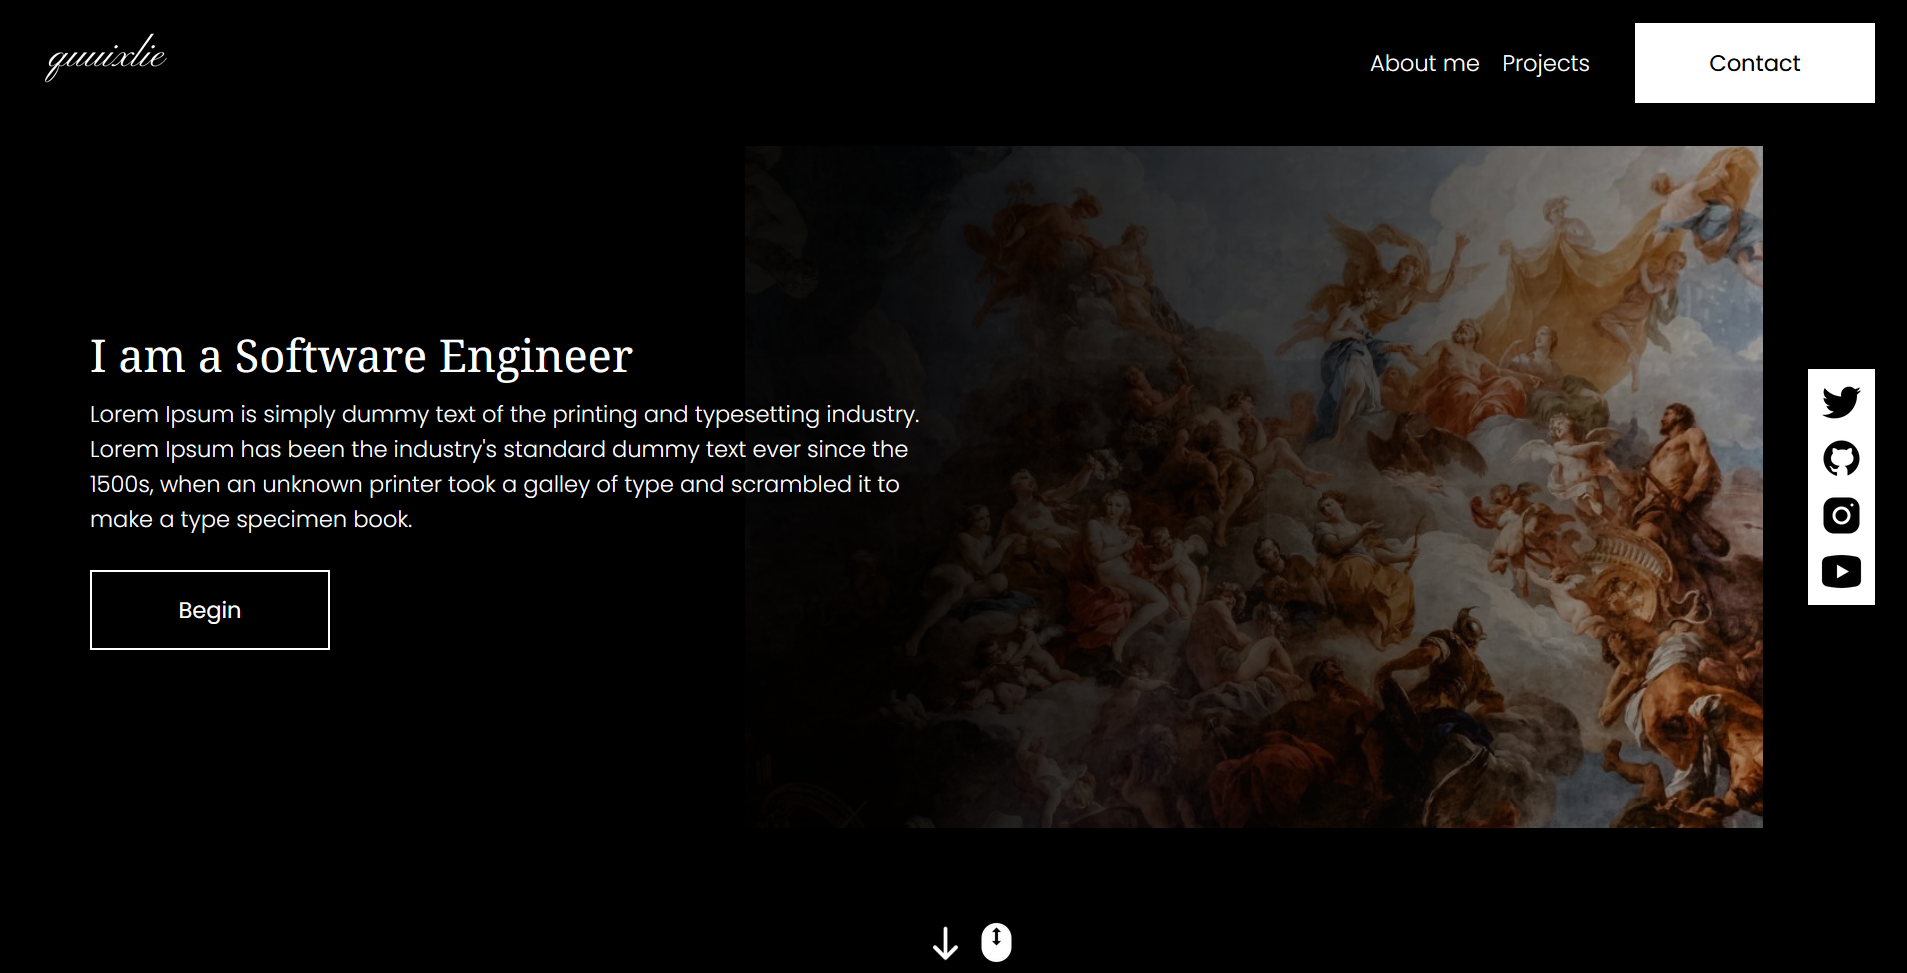 quuixlie
About me Projects Contact
I am a Software Engineer
Lorem Ipsum is simply dummy text of the printing and typesetting industry.
Lorem Ipsum has been the industry's standard dummy text ever since the
1500s, when an unknown printer took a galley of type and scrambled it to
make a type specimen book.
Begin